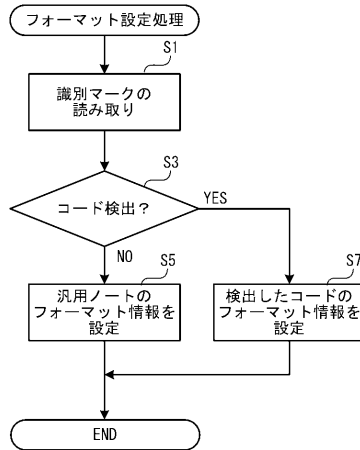 フォーマット設定処理
S1
識別マークの
読み取り
S3
コード検出？
YES
NO
S5
汎用ノートの
フォーマット情報を
設定
S7
検出したコードの
フォーマット情報を
設定
END